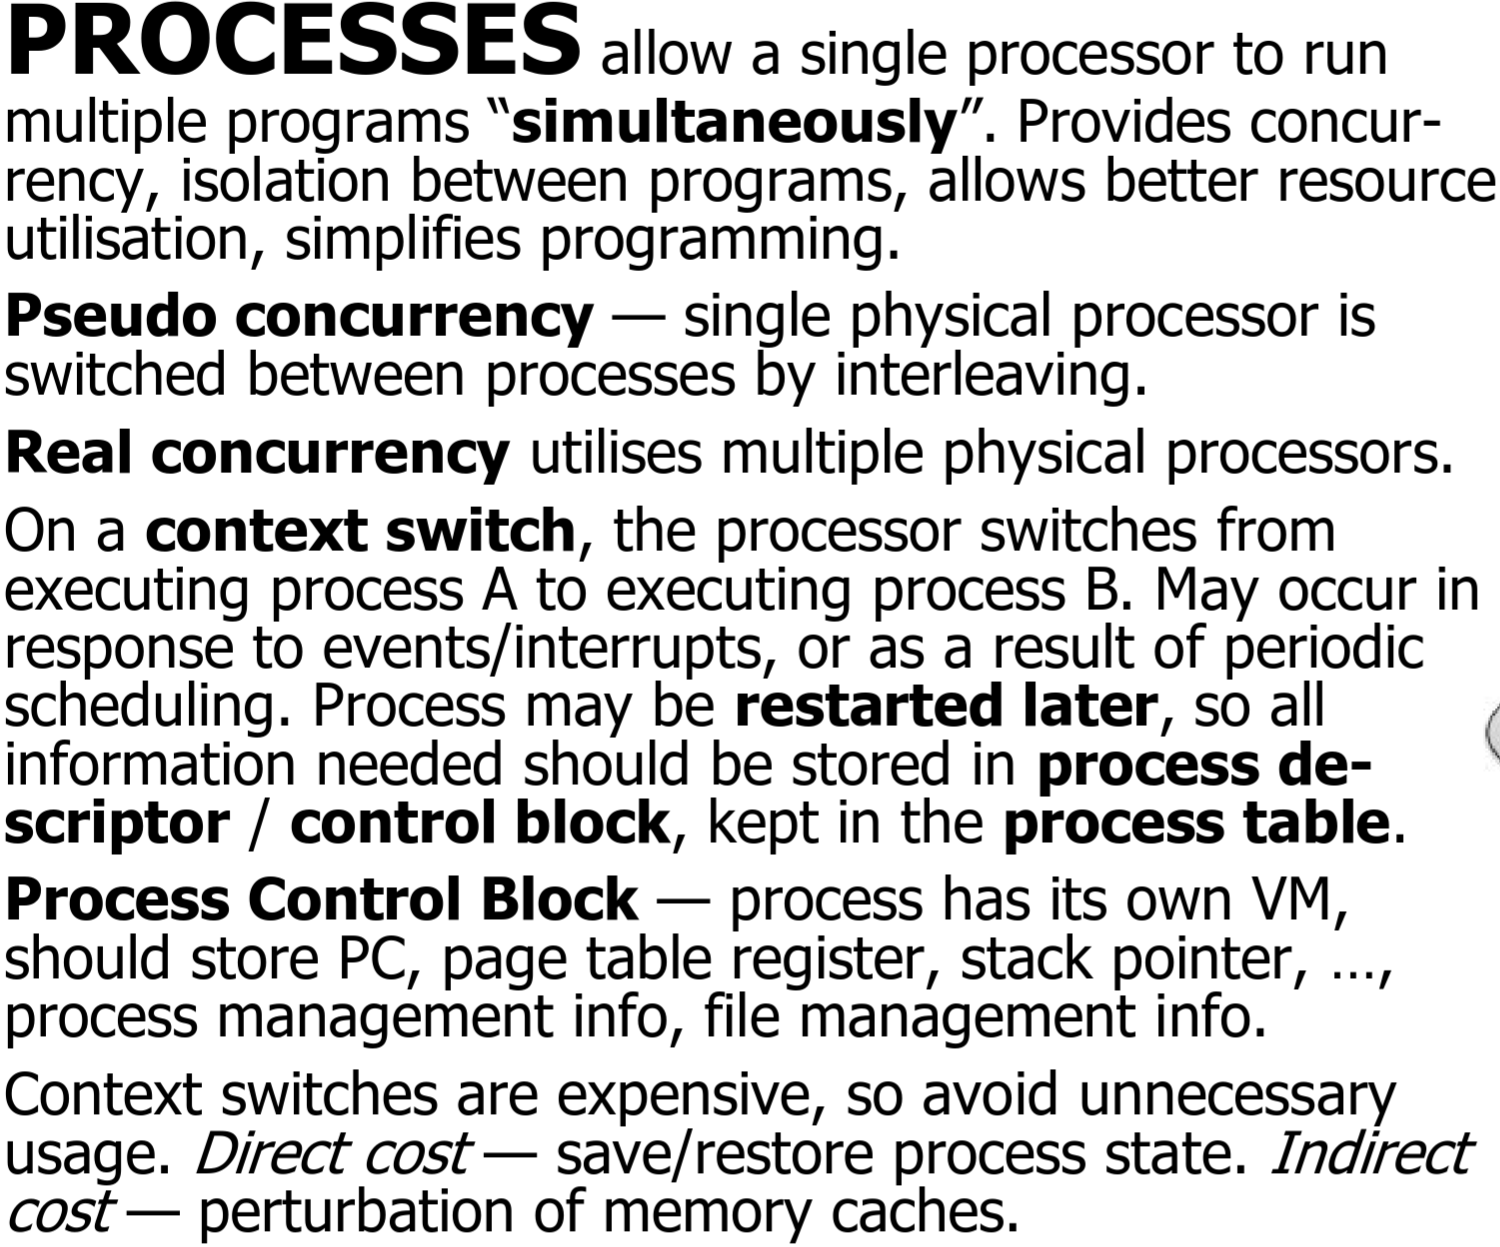 PROCESSES allow a single processor to run
multiple programs “simultaneously”. Provides concur-
rency, isolation between programs, allows better resource
utilisation, simplifies programming.
Pseudo concurrency — single physical processor is
switched between processes by interleaving.
Real concurrency utilises multiple physical processors.
On a context switch, the processor switches from
executing process A to executing process B. May occur in
response to events/interrupts, or as a result of periodic
scheduling. Process may be restarted later, so all
information needed should be stored in process de-
scriptor / control block, kept in the process table.
Process Control Block — process has its own VM,
should store PC, page table register, stack pointer, ...,
process management info, file management info.
Context switches are expensive, so avoid unnecessary
usage. Direct cost — save/restore process state. Indirect
cost — perturbation of memory caches.